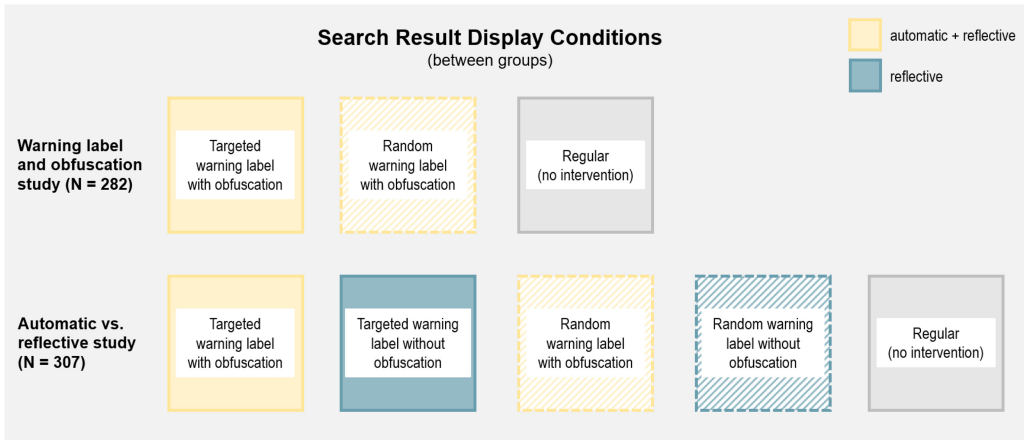 Search Result Display Conditions
(between groups)
automatic + reflective
reflective
Warning label
and obfuscation
study (N = 282)
Targeted
warning label
with obfuscation
Random
warning label
with obfuscation
Regular
(no intervention)
Automatic vs.
reflective study
(N = 307)
Targeted
warning label
with obfuscation
Targeted warning
label without
obfuscation
Random
warning label
with obfuscation
Random warning
label without
obfuscation
Regular
(no intervention)